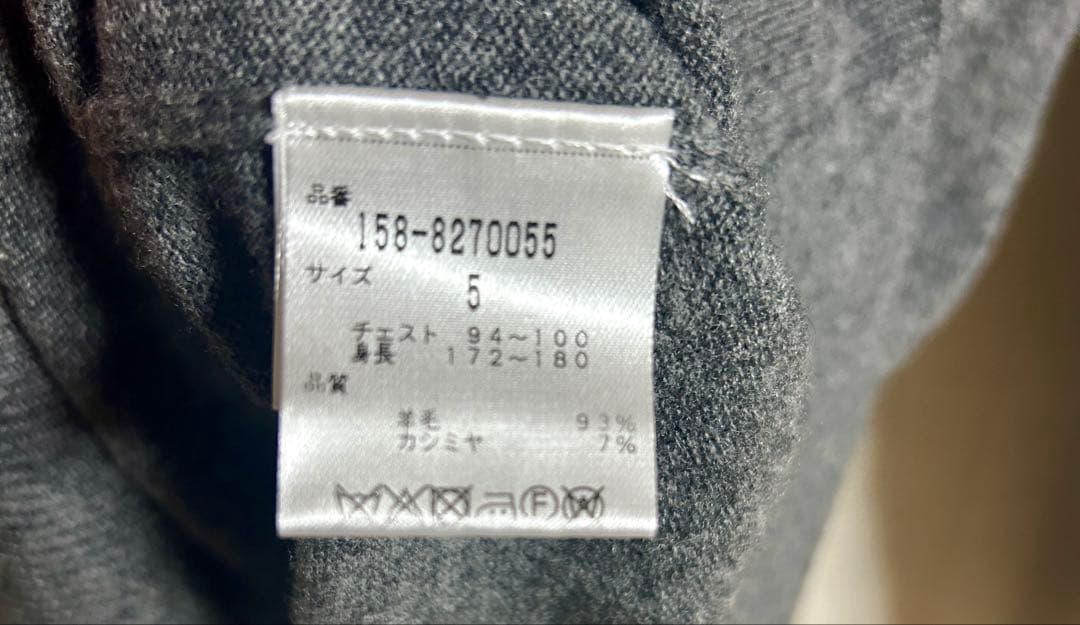 品番
158-8270055
サイズ
5
チェスト 94〜100
身長 172〜180
品質
羊毛 93%
カシミヤ 7%
F W